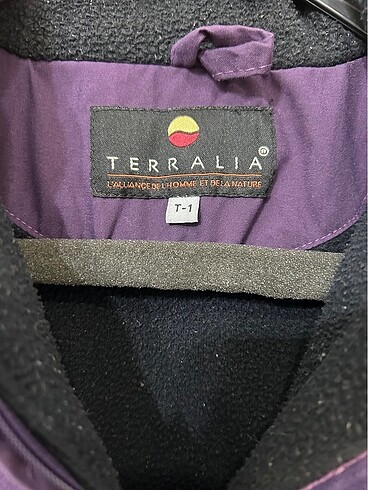 TERRALIA®
L'ALLIANCE DE L'HOMME ET DE LA NATURE
T-1